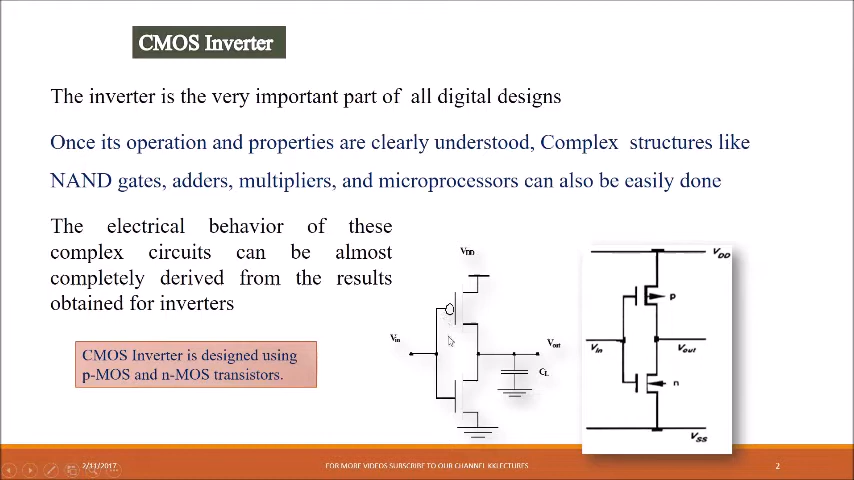 CMOS Inverter
The inverter is the very important part of all digital designs
Once its operation and properties are clearly understood, Complex structures like
NAND gates, adders, multipliers, and microprocessors can also be easily done
The electrical behavior of these
complex circuits can be almost
completely derived from the results
obtained for inverters
CMOS Inverter is designed using
p-MOS and n-MOS transistors.
VDD
Vin
Vout
CL
VDD
p
Vin
Vout
n
VSS
2/11/2017
FOR MORE VIDEOS SUBSCRIBE TO OUR CHANNEL KK LECTURES
2